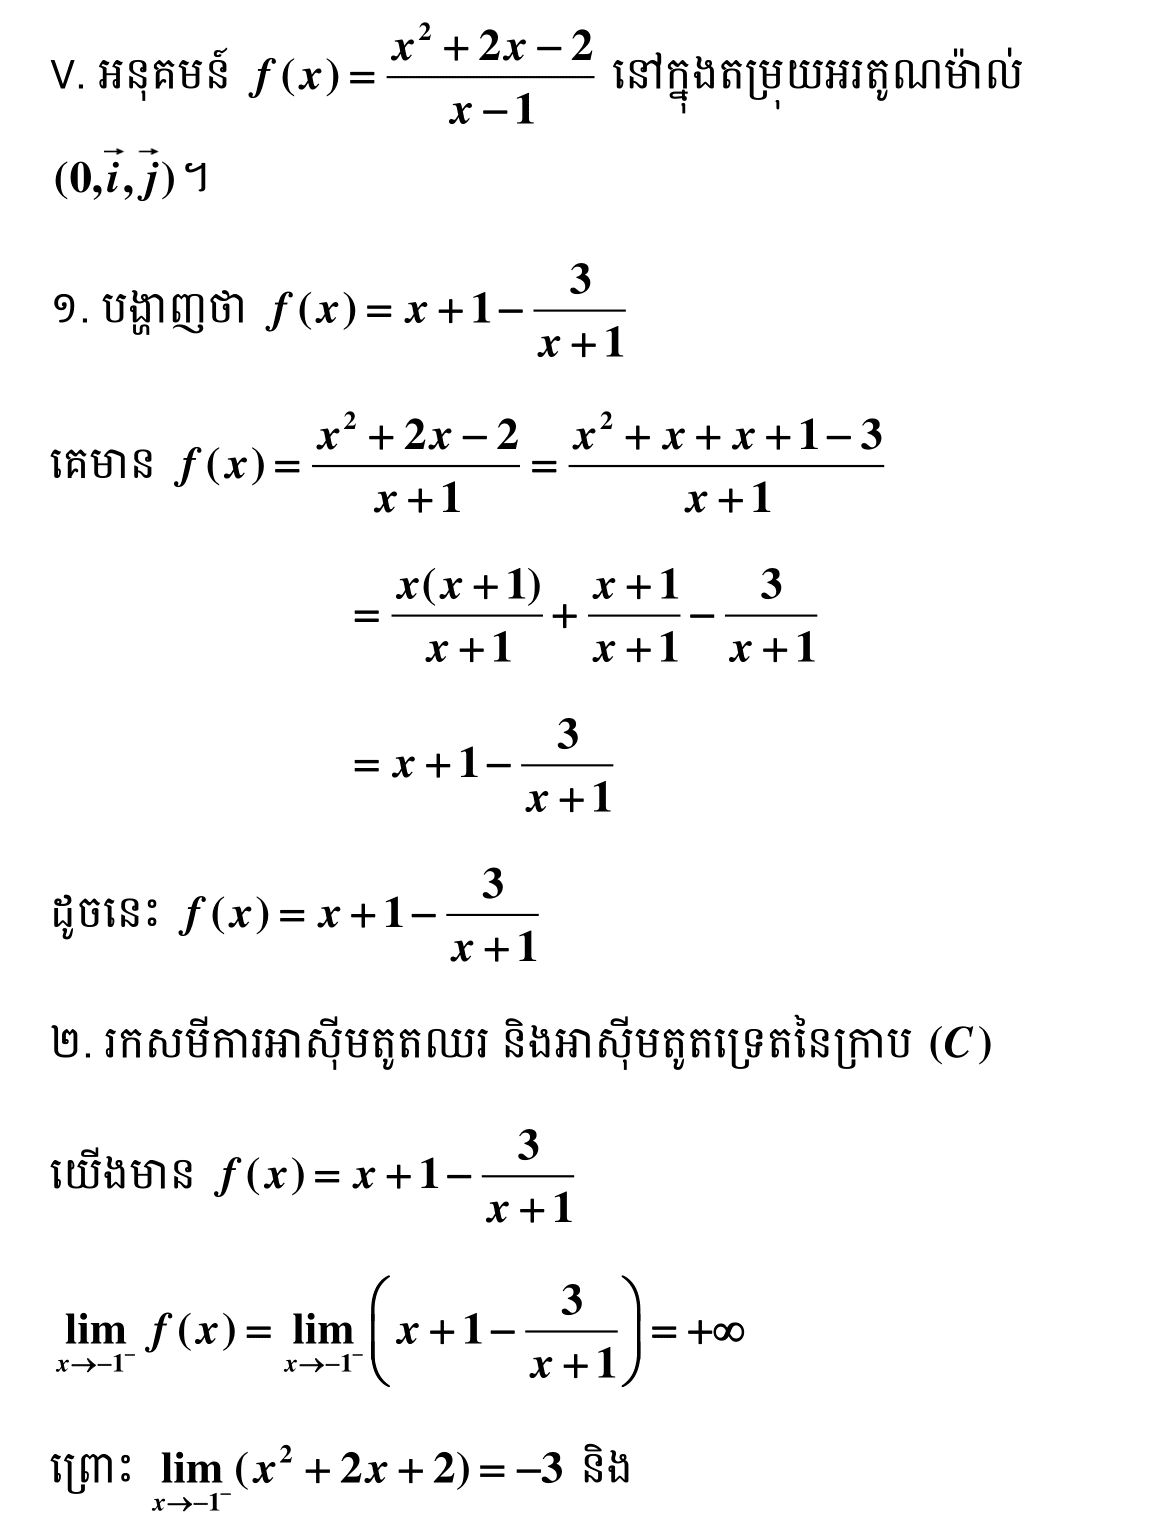 V. អនុគមន៍ f(x) = \frac{x^2 + 2x - 2}{x - 1} នៅក្នុងតម្រុយអរតូណម៉ាល់
(0, \vec{i}, \vec{j}) ។
១. បង្ហាញថា f(x) = x + 1 - \frac{3}{x + 1}
គេមាន f(x) = \frac{x^2 + 2x - 2}{x + 1} = \frac{x^2 + x + x + 1 - 3}{x + 1}
= \frac{x(x + 1)}{x + 1} + \frac{x + 1}{x + 1} - \frac{3}{x + 1}
= x + 1 - \frac{3}{x + 1}
ដូចនេះ f(x) = x + 1 - \frac{3}{x + 1}
២. រកសមីការអាស៊ីមតូតឈរ និងអាស៊ីមតូតទ្រេតនៃក្រាប (C)
យើងមាន f(x) = x + 1 - \frac{3}{x + 1}
\lim_{x \to -1^-} f(x) = \lim_{x \to -1^-} \left( x + 1 - \frac{3}{x + 1} \right) = +\infty
ព្រោះ \lim_{x \to -1^-} (x^2 + 2x + 2) = -3 និង